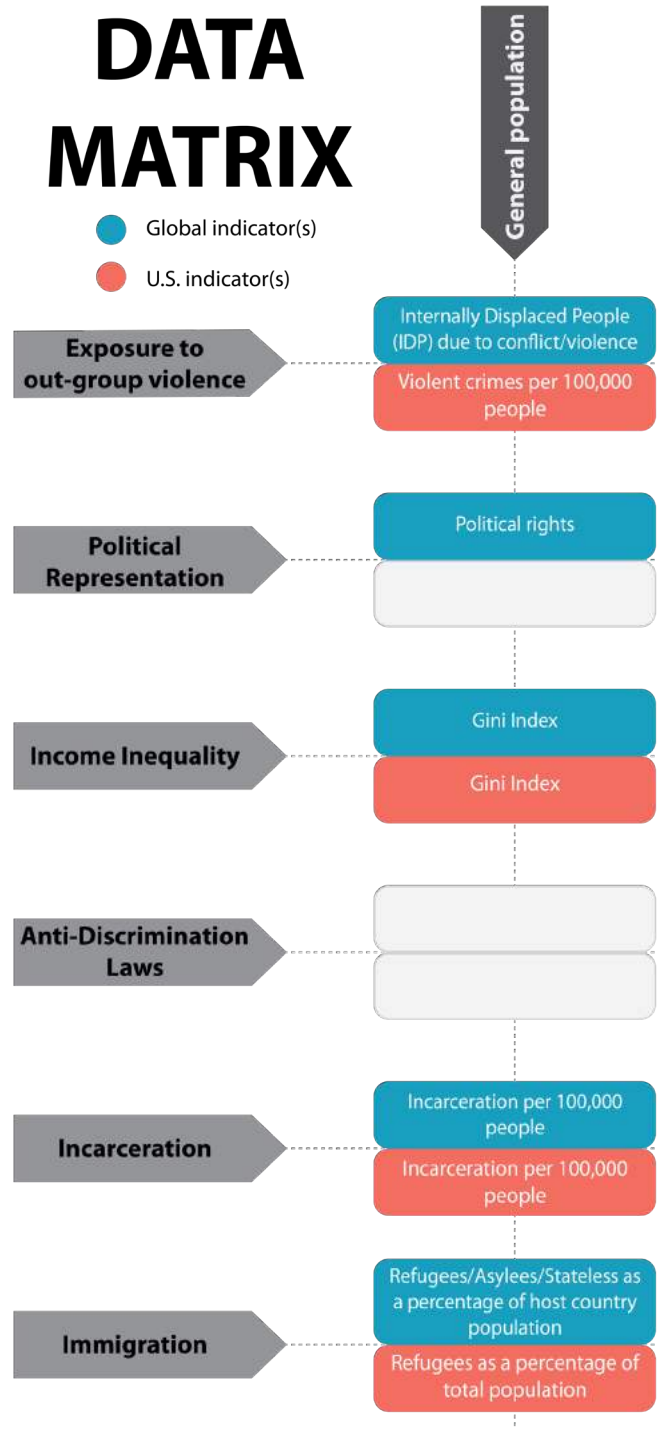 DATA
MATRIX
General population
Global indicator(s)
U.S. indicator(s)
Exposure to
out-group violence
Internally Displaced People
(IDP) due to conflict/violence
Violent crimes per 100,000
people
Political
Representation
Political rights
Income Inequality
Gini Index
Gini Index
Anti-Discrimination
Laws
Incarceration
Incarceration per 100,000
people
Incarceration per 100,000
people
Immigration
Refugees/Asylees/Stateless as
a percentage of host country
population
Refugees as a percentage of
total population